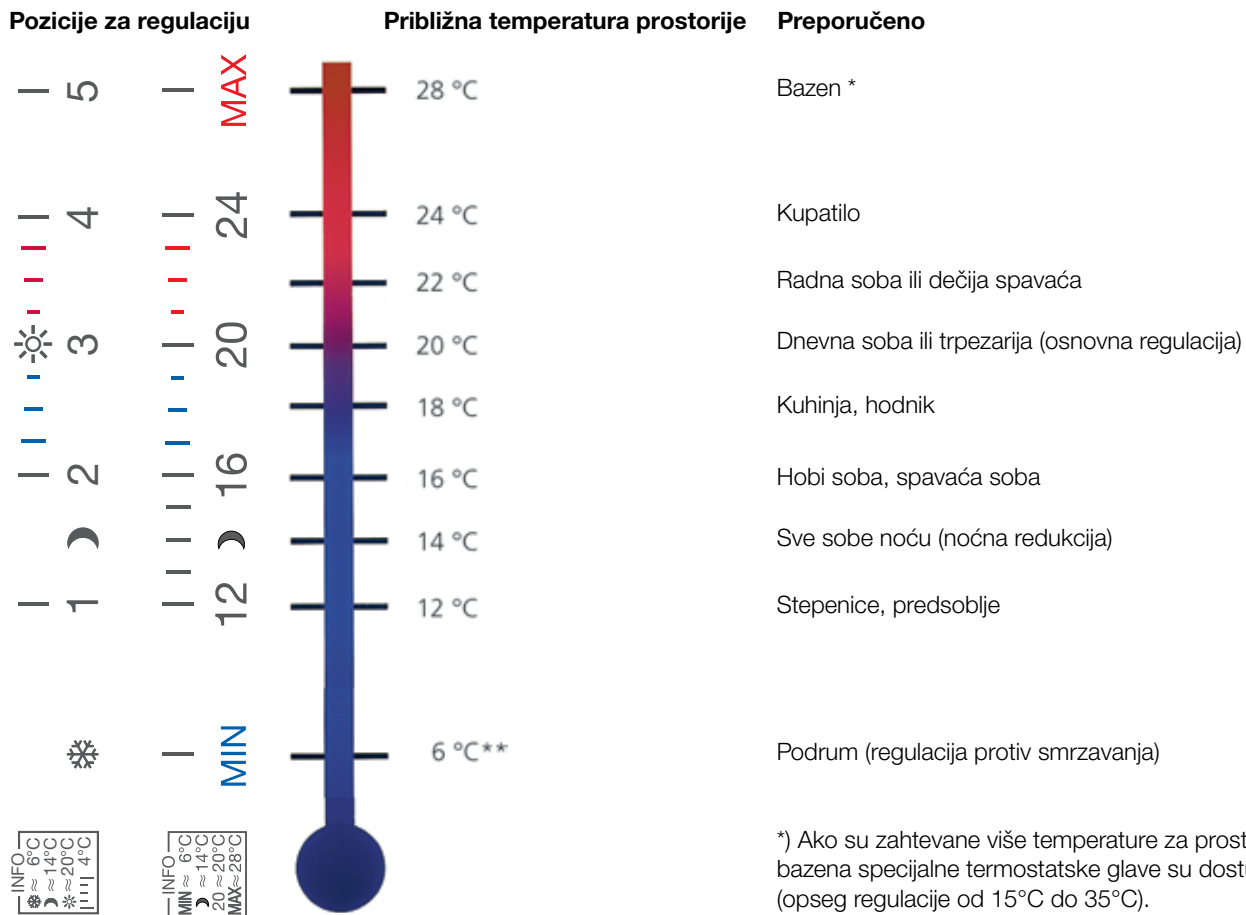 Pozicije za regulaciju Približna temperatura prostorije Preporučeno
5 MAX 28 °C Bazen *
4 24 24 °C Kupatilo
22 °C Radna soba ili dečija spavaća
3 20 20 °C Dnevna soba ili trpezarija (osnovna regulacija)
18 °C Kuhinja, hodnik
2 16 16 °C Hobi soba, spavaća soba
14 °C Sve sobe noću (noćna redukcija)
1 12 12 °C Stepenice, predsoblje
MIN 6 °C** Podrum (regulacija protiv smrzavanja)
INFO
≈ 6°C
≈ 14°C
≈ 20°C
4°C
INFO
MIN ≈ 6°C
≈ 14°C
20 ≈ 20°C
MAX ≈ 28°C
*) Ako su zahtevane više temperature za prost
bazena specijalne termostatske glave su dostu
(opseg regulacije od 15°C do 35°C).